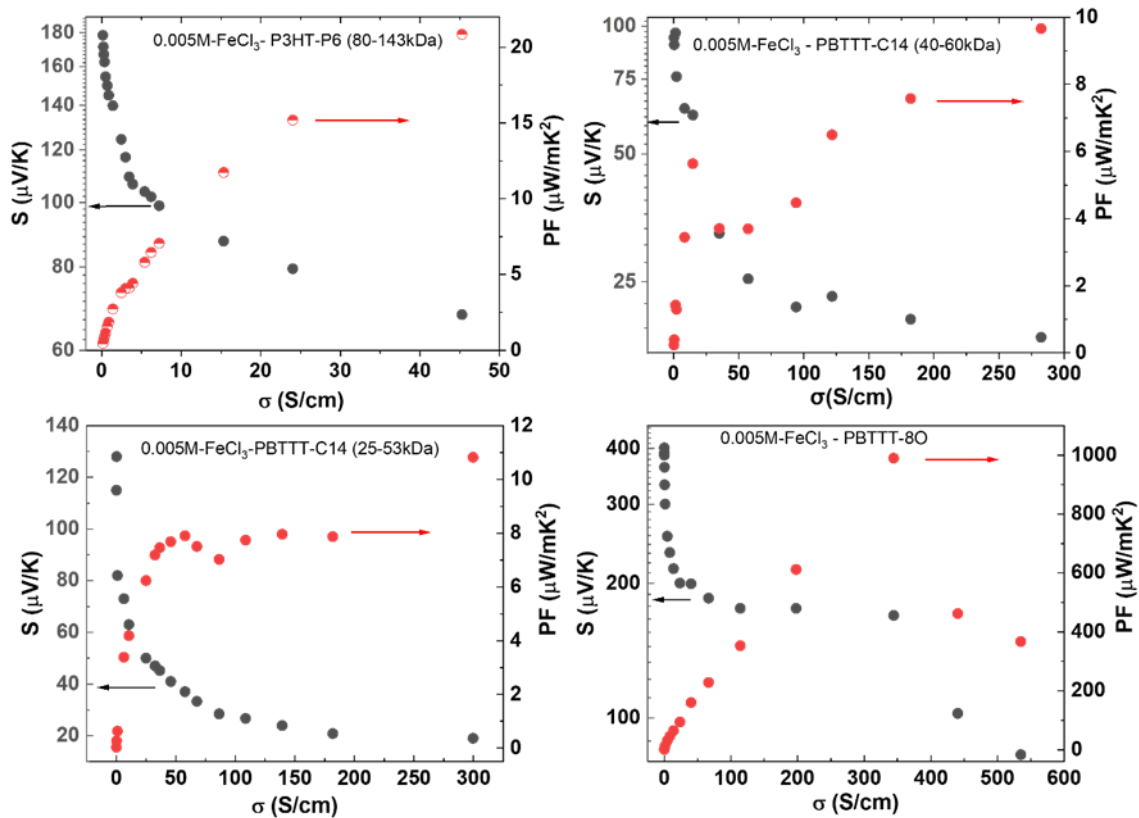 0.005M-FeCl3- P3HT-P6 (80-143kDa)
S (μV/K)
180
160
140
120
100
80
60
PF (μW/mK2)
20
15
10
5
0
0 10 20 30 40 50
σ (S/cm)
0.005M-FeCl3 - PBTTT-C14 (40-60kDa)
S (μV/K)
100
75
50
25
PF (μW/mK2)
10
8
6
4
2
0
0 50 100 150 200 250 300
σ(S/cm)
0.005M-FeCl3-PBTTT-C14 (25-53kDa)
S (μV/K)
140
120
100
80
60
40
20
PF (μW/mK2)
12
10
8
6
4
2
0
0 50 100 150 200 250 300
σ (S/cm)
0.005M-FeCl3 - PBTTT-8O
S (μV/K)
400
300
200
100
PF (μW/mK2)
1000
800
600
400
200
0
0 100 200 300 400 500 600
σ (S/cm)